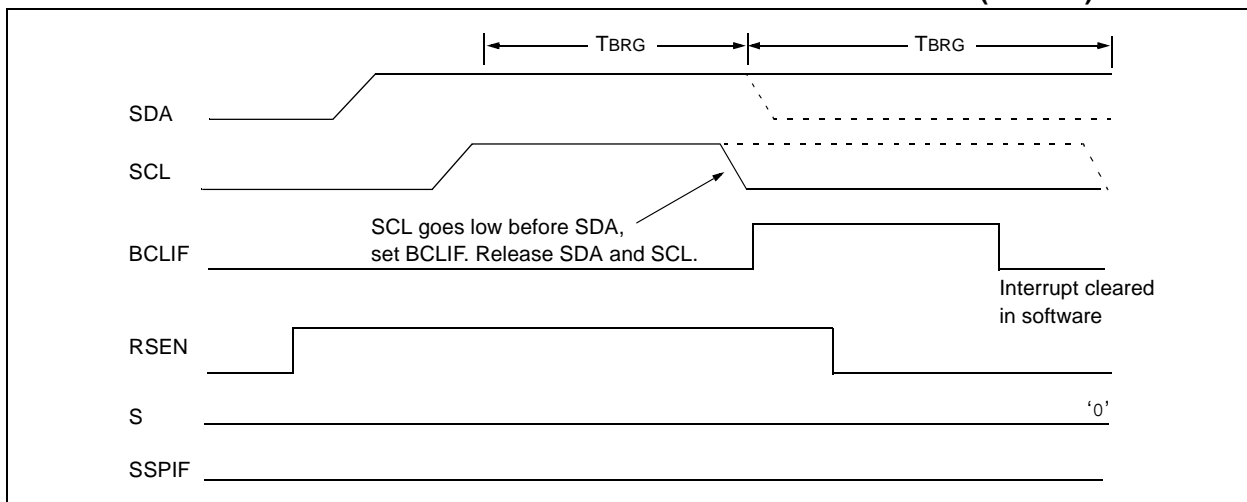 TBRG
TBRG
SDA
SCL
SCL goes low before SDA,
set BCLIF. Release SDA and SCL.
BCLIF
Interrupt cleared
in software
RSEN
S
‘0’
SSPIF